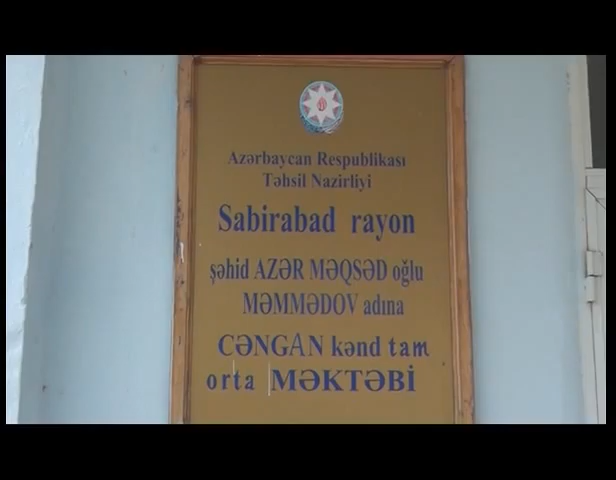 Azərbaycan Respublikası
Təhsil Nazirliyi
Sabirabad rayon
şəhid AZƏR MƏQSƏD oğlu
MƏMMƏDOV adına
CƏNGAN kənd tam
orta MƏKTƏBİ